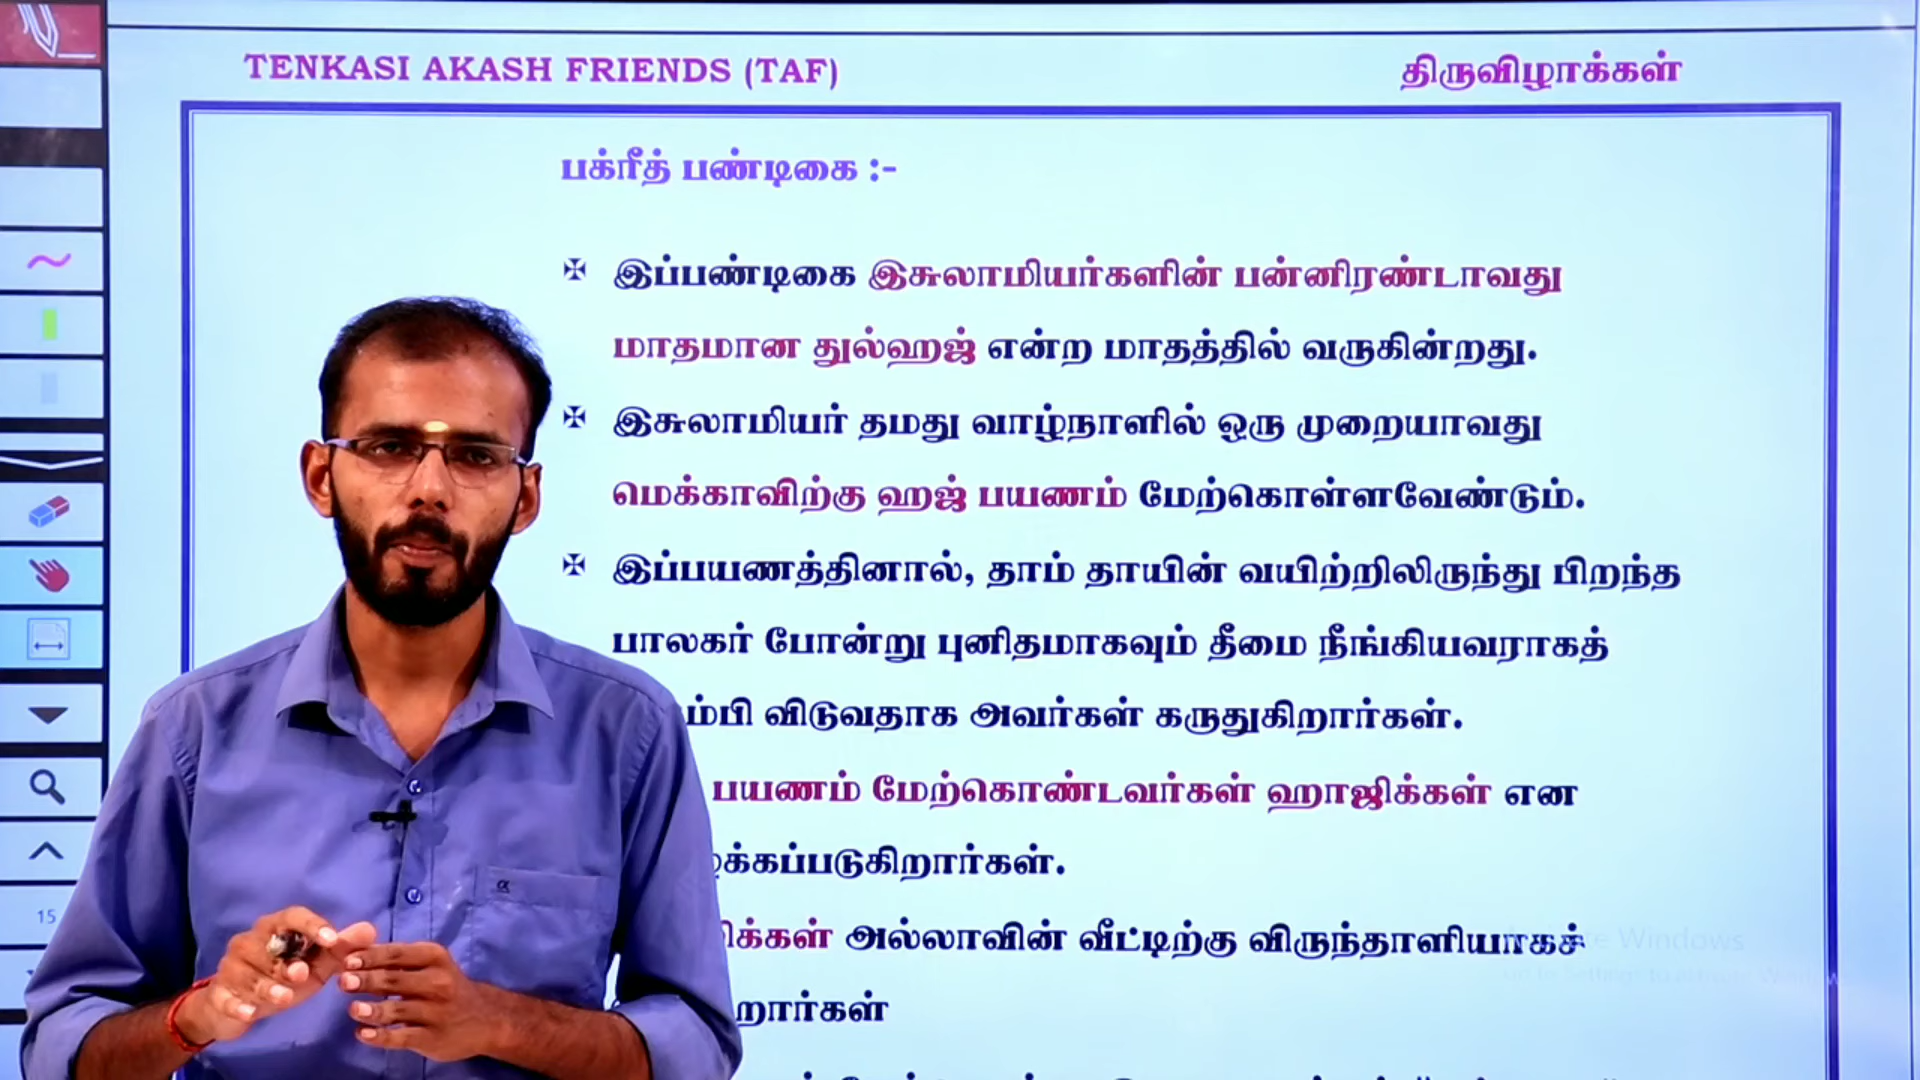 TENKASI AKASH FRIENDS (TAF) திருவிழாக்கள்
பக்ரீத் பண்டிகை :-
இப்பண்டிகை இசுலாமியர்களின் பன்னிரண்டாவது
மாதமான துல்ஹஜ் என்ற மாதத்தில் வருகின்றது.
இசுலாமியர் தமது வாழ்நாளில் ஒரு முறையாவது
மெக்காவிற்கு ஹஜ் பயணம் மேற்கொள்ளவேண்டும்.
இப்பயணத்தினால், தாம் தாயின் வயிற்றிலிருந்து பிறந்த
பாலகர் போன்று புனிதமாகவும் தீமை நீங்கியவராகத்
விடுவதாக அவர்கள் கருதுகிறார்கள்.
பயணம் மேற்கொண்டவர்கள் ஹாஜிக்கள் என
அல்லாவின் வீட்டிற்கு விருந்தாளியாகச்
15